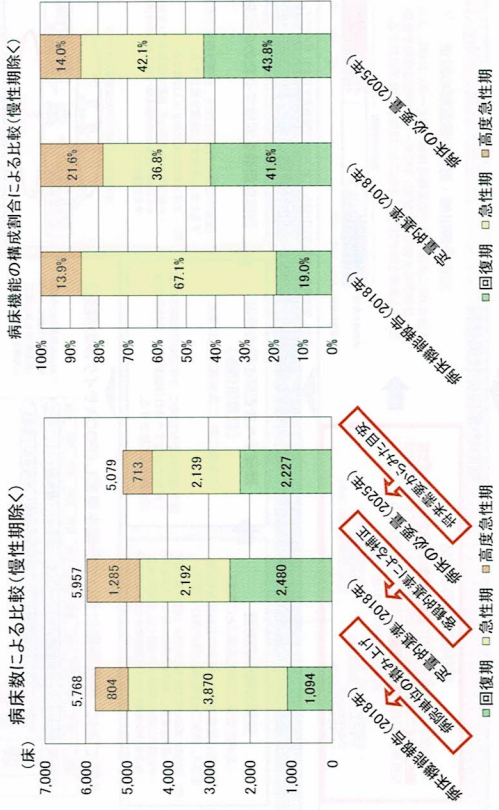 病床数による比較(慢性期除く)
(床)
7,000
6,000
5,000
4,000
3,000
2,000
1,000
0
5,768
804
3,870
1,094
5,957
1,285
2,192
2,480
5,079
713
2,139
2,227
病床機能報告(2018年)
定量的基準(2018年)
病床の必要量(2025年)
病院単位の積み上げ
客観的基準による補正
将来需要からみた目安
回復期 急性期 高度急性期
病床機能の構成割合による比較(慢性期除く)
100%
90%
80%
70%
60%
50%
40%
30%
20%
10%
0%
13.9%
67.1%
19.0%
21.6%
36.8%
41.6%
14.0%
42.1%
43.8%
病床機能報告(2018年)
定量的基準(2018年)
病床の必要量(2025年)
回復期 急性期 高度急性期